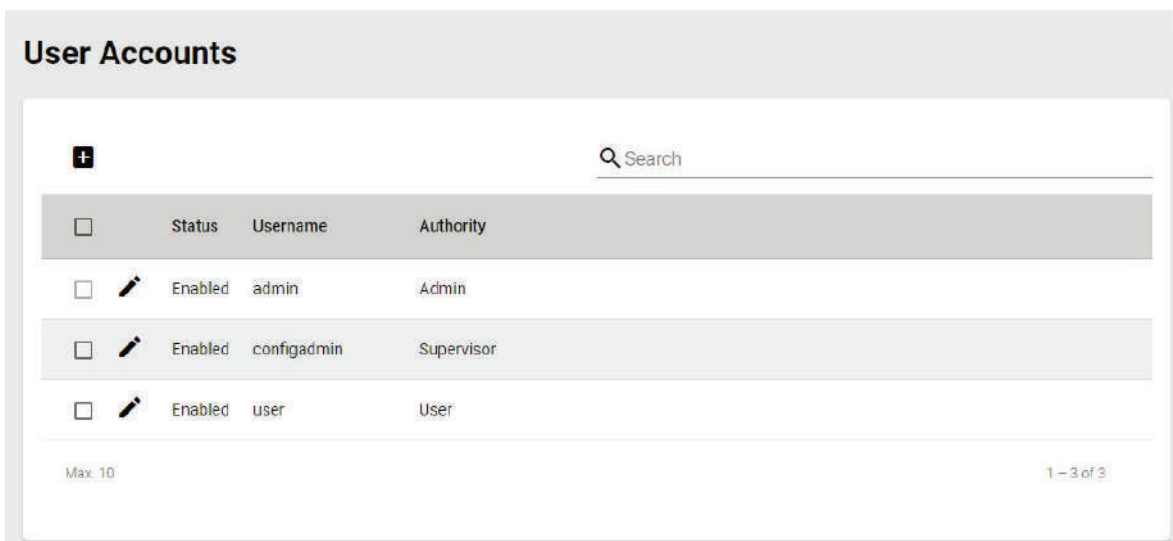 User Accounts
Search
Status Username Authority
Enabled admin Admin
Enabled configadmin Supervisor
Enabled user User
Max. 10 1 – 3 of 3